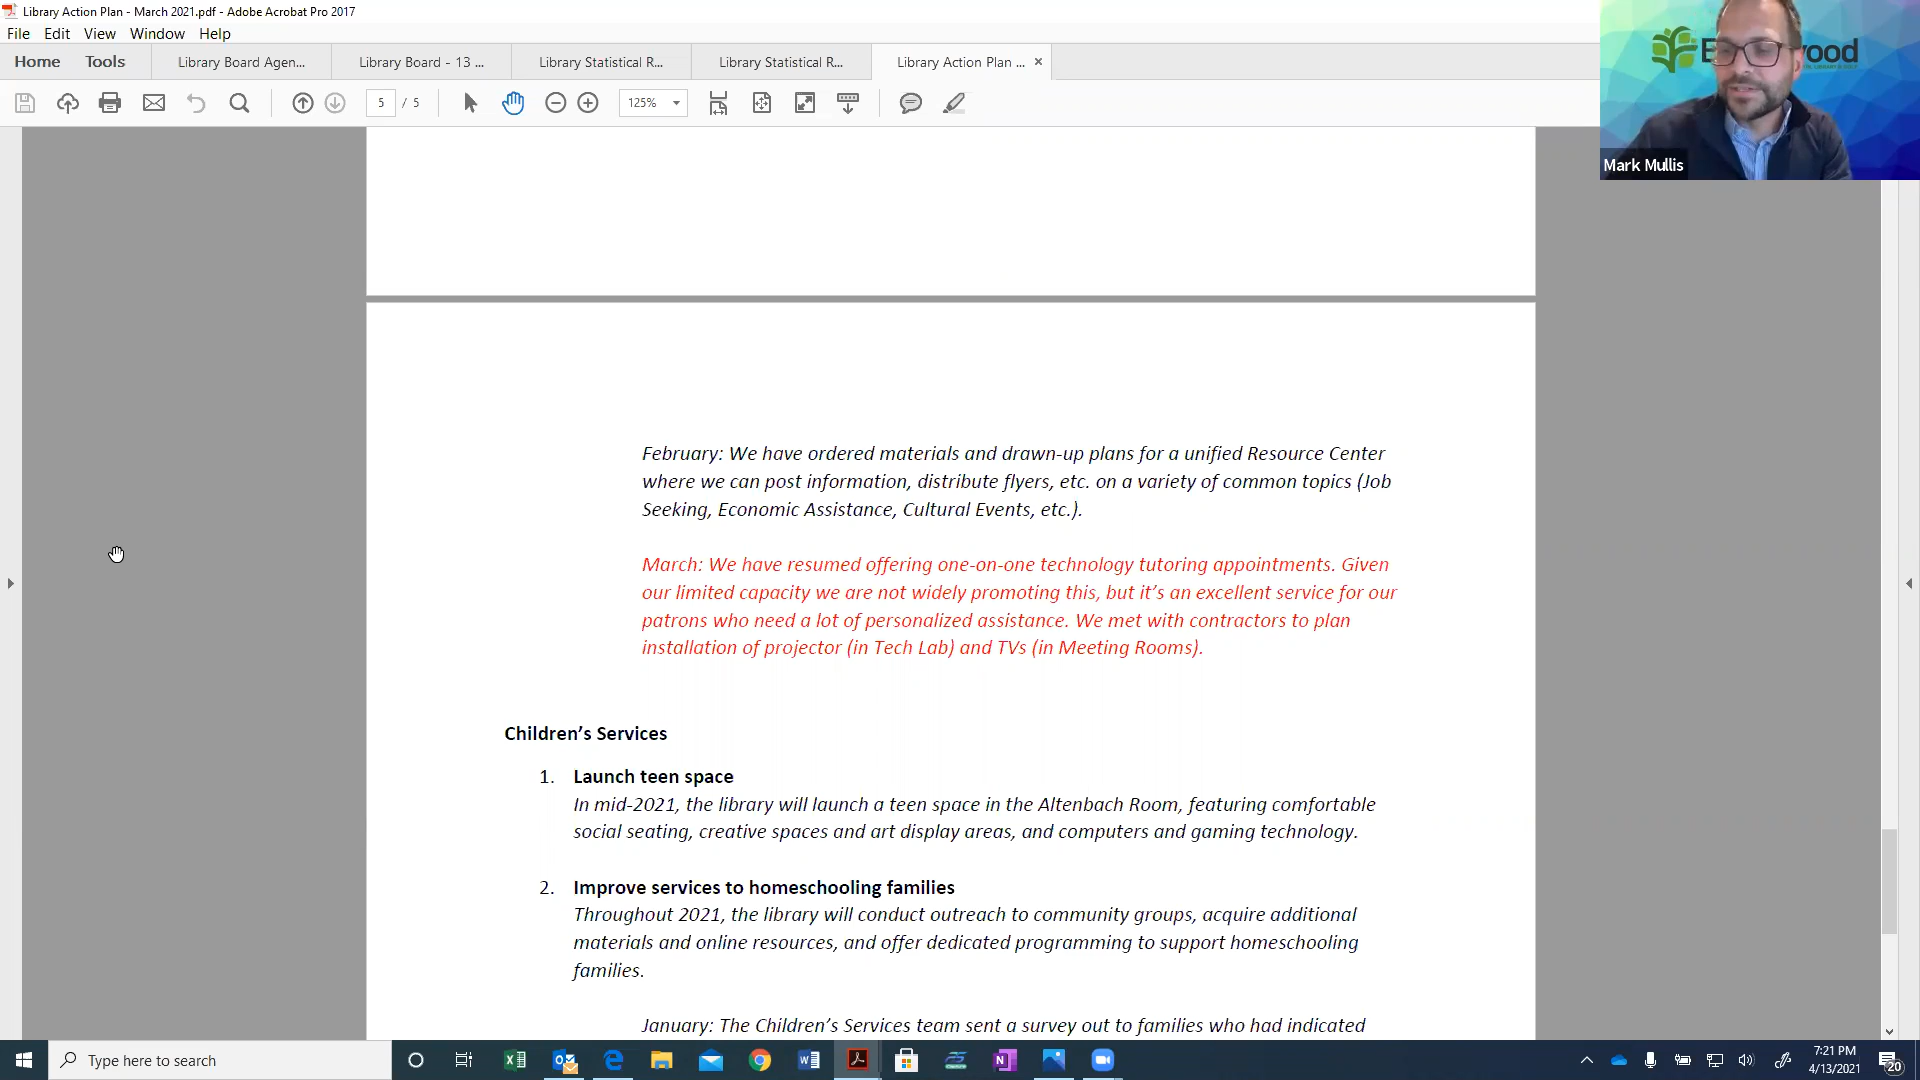 Library Action Plan - March 2021.pdf - Adobe Acrobat Pro 2017
File Edit View Window Help
Home Tools Library Board Agen... Library Board - 13 ... Library Statistical R... Library Statistical R... Library Action Plan ... ×
5 / 5 125%
Mark Mullis
February: We have ordered materials and drawn-up plans for a unified Resource Center
where we can post information, distribute flyers, etc. on a variety of common topics (Job
Seeking, Economic Assistance, Cultural Events, etc.).
March: We have resumed offering one-on-one technology tutoring appointments. Given
our limited capacity we are not widely promoting this, but it’s an excellent service for our
patrons who need a lot of personalized assistance. We met with contractors to plan
installation of projector (in Tech Lab) and TVs (in Meeting Rooms).
Children’s Services
1. Launch teen space
In mid-2021, the library will launch a teen space in the Altenbach Room, featuring comfortable
social seating, creative spaces and art display areas, and computers and gaming technology.
2. Improve services to homeschooling families
Throughout 2021, the library will conduct outreach to community groups, acquire additional
materials and online resources, and offer dedicated programming to support homeschooling
families.
January: The Children’s Services team sent a survey out to families who had indicated
Type here to search
7:21 PM
4/13/2021
20